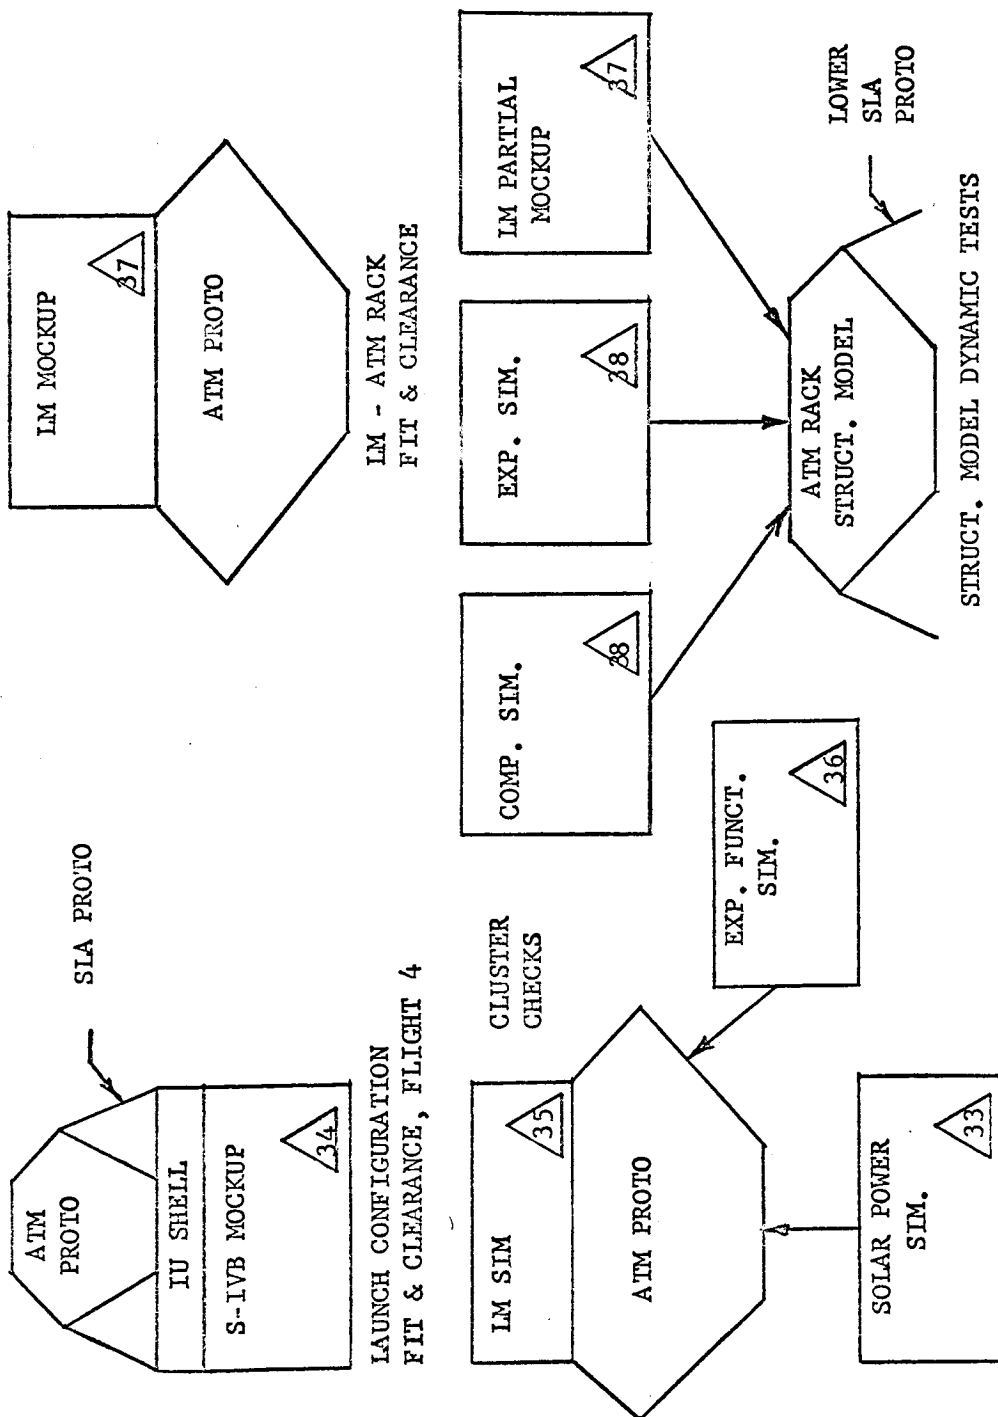 ATM
PROTO
SLA PROTO
IU SHELL
S-IVB MOCKUP
34
LAUNCH CONFIGURATION
FIT & CLEARANCE, FLIGHT 4
LM MOCKUP
37
ATM PROTO
LM - ATM RACK
FIT & CLEARANCE
LM SIM
35
ATM PROTO
CLUSTER
CHECKS
EXP. FUNCT.
SIM.
36
SOLAR POWER
SIM.
33
COMP. SIM.
38
EXP. SIM.
38
LM PARTIAL
MOCKUP
37
ATM RACK
STRUCT. MODEL
LOWER
SLA
PROTO
STRUCT. MODEL DYNAMIC TESTS